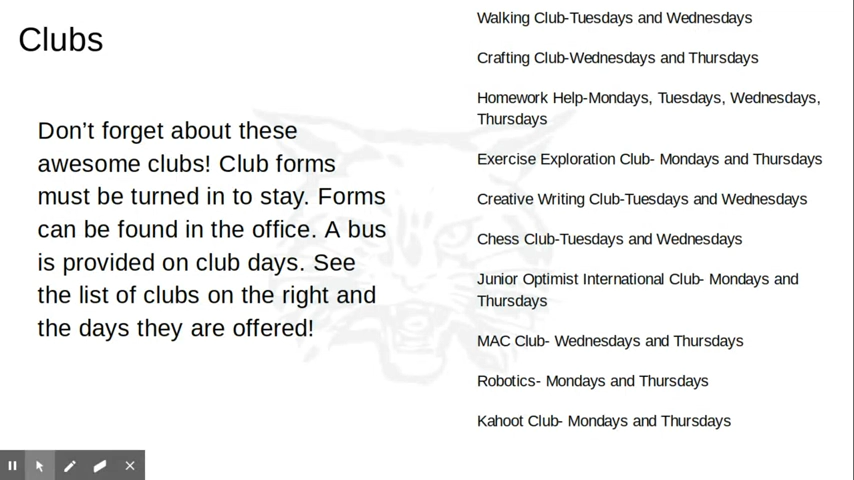 Clubs
Don’t forget about these
awesome clubs! Club forms
must be turned in to stay. Forms
can be found in the office. A bus
is provided on club days. See
the list of clubs on the right and
the days they are offered!
Walking Club-Tuesdays and Wednesdays
Crafting Club-Wednesdays and Thursdays
Homework Help-Mondays, Tuesdays, Wednesdays,
Thursdays
Exercise Exploration Club- Mondays and Thursdays
Creative Writing Club-Tuesdays and Wednesdays
Chess Club-Tuesdays and Wednesdays
Junior Optimist International Club- Mondays and
Thursdays
MAC Club- Wednesdays and Thursdays
Robotics- Mondays and Thursdays
Kahoot Club- Mondays and Thursdays